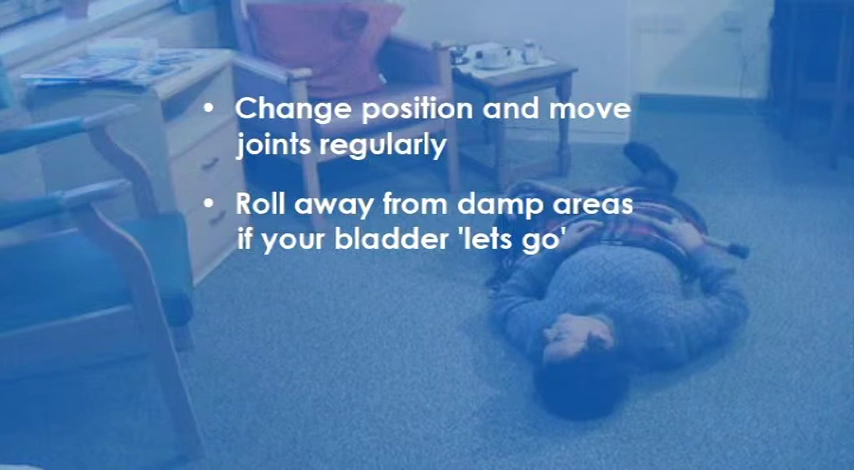 • Change position and move
joints regularly
• Roll away from damp areas
if your bladder 'lets go'